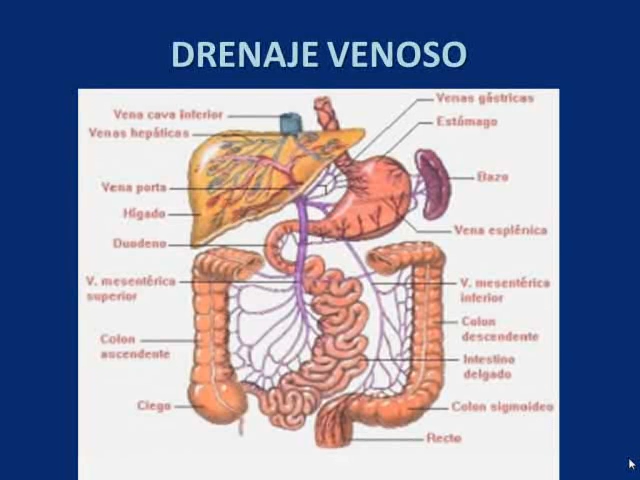 DRENAJE VENOSO
Vena cava inferior
Venas hepáticas
Vena porta
Hígado
Duodeno
V. mesentérica
superior
Colon
ascendente
Ciego
Venas gástricas
Estómago
Bazo
Vena esplénica
V. mesentérica
inferior
Colon
descendente
Intestino
delgado
Colon sigmoideo
Recto